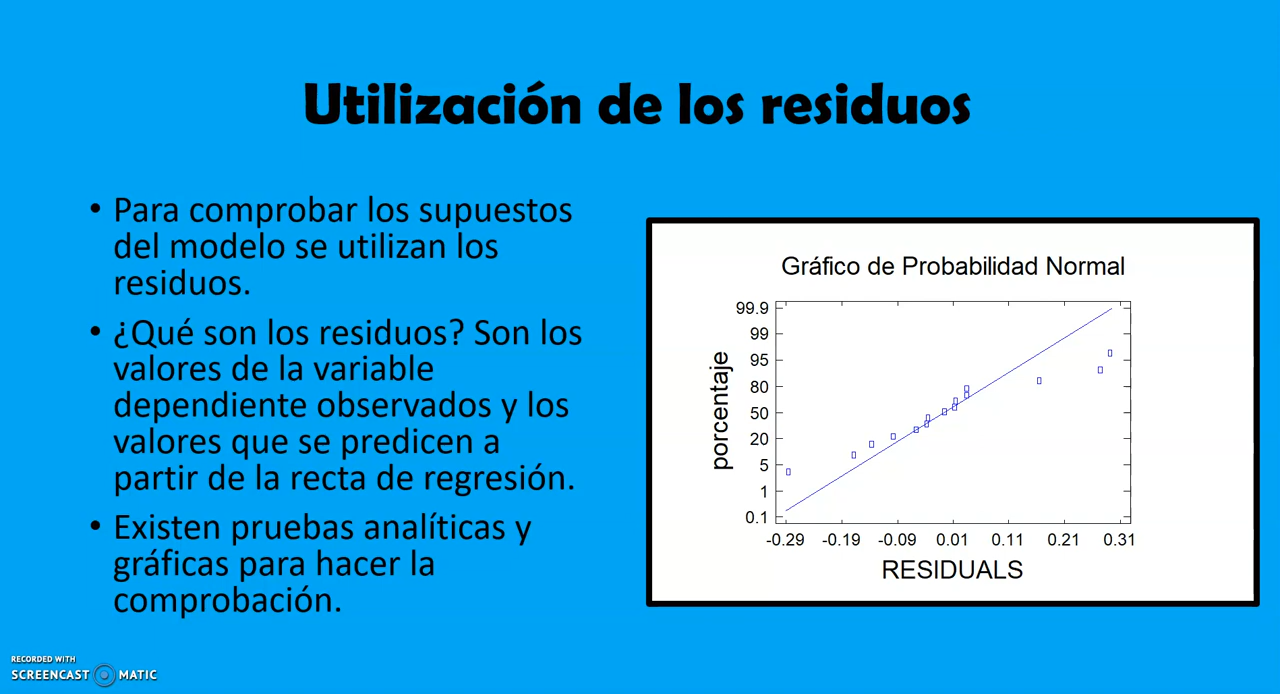 Utilización de los residuos
• Para comprobar los supuestos
del modelo se utilizan los
residuos.
• ¿Qué son los residuos? Son los
valores de la variable
dependiente observados y los
valores que se predicen a
partir de la recta de regresión.
• Existen pruebas analíticas y
gráficas para hacer la
comprobación.
Gráfico de Probabilidad Normal
porcentaje
99.9
99
95
80
50
20
5
1
0.1
-0.29 -0.19 -0.09 0.01 0.11 0.21 0.31
RESIDUALS
RECORDED WITH
SCREENCAST MATIC